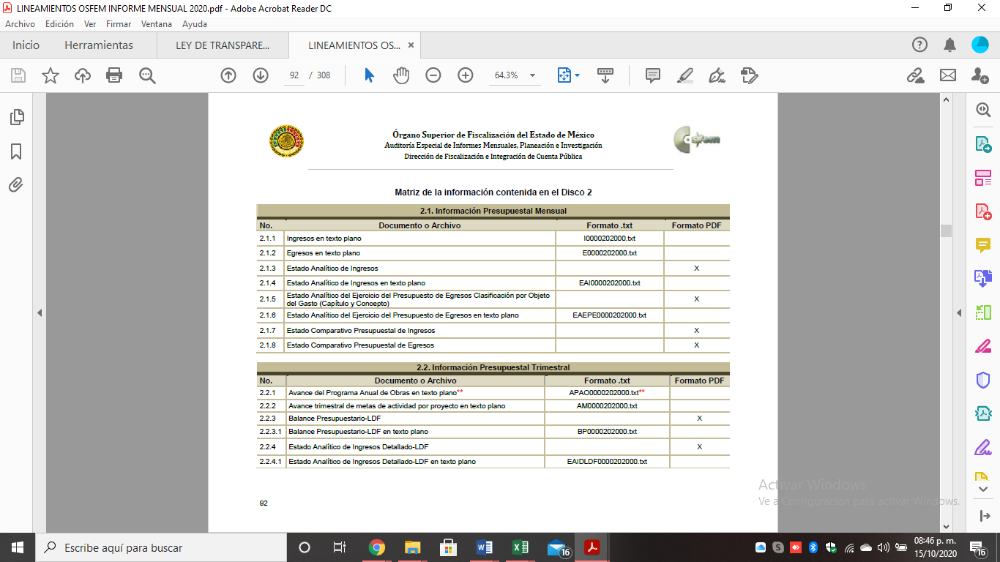 LINEAMIENTOS OSFEM INFORME MENSUAL 2020.pdf - Adobe Acrobat Reader DC
Archivo Edición Ver Firmar Ventana Ayuda
Inicio Herramientas LEY DE TRANSPARE... LINEAMIENTOS OS... ×
92 / 308 64.3%
Órgano Superior de Fiscalización del Estado de México
Auditoría Especial de Informes Mensuales, Planeación e Investigación
Dirección de Fiscalización e Integración de Cuenta Pública
osfem
Matriz de la información contenida en el Disco 2
2.1. Información Presupuestal Mensual
No. Documento o Archivo Formato .txt Formato PDF
2.1.1 Ingresos en texto plano I0000202000.txt
2.1.2 Egresos en texto plano E0000202000.txt
2.1.3 Estado Analítico de Ingresos X
2.1.4 Estado Analítico de Ingresos en texto plano EAI0000202000.txt
2.1.5 Estado Analítico del Ejercicio del Presupuesto de Egresos Clasificación por Objeto
del Gasto (Capítulo y Concepto) X
2.1.6 Estado Analítico del Ejercicio del Presupuesto de Egresos en texto plano EAEPE0000202000.txt
2.1.7 Estado Comparativo Presupuestal de Ingresos X
2.1.8 Estado Comparativo Presupuestal de Egresos X
2.2. Información Presupuestal Trimestral
No. Documento o Archivo Formato .txt Formato PDF
2.2.1 Avance del Programa Anual de Obras en texto plano** APAO0000202000.txt**
2.2.2 Avance trimestral de metas de actividad por proyecto en texto plano AM0000202000.txt
2.2.3 Balance Presupuestario-LDF X
2.2.3.1 Balance Presupuestario-LDF en texto plano BP0000202000.txt
2.2.4 Estado Analítico de Ingresos Detallado-LDF X
2.2.4.1 Estado Analítico de Ingresos Detallado-LDF en texto plano EAIDLDF0000202000.txt
92
Activar Windows
Ve a Configuración para activar Windows.
Escribe aquí para buscar
16
08:46 p. m.
15/10/2020
16